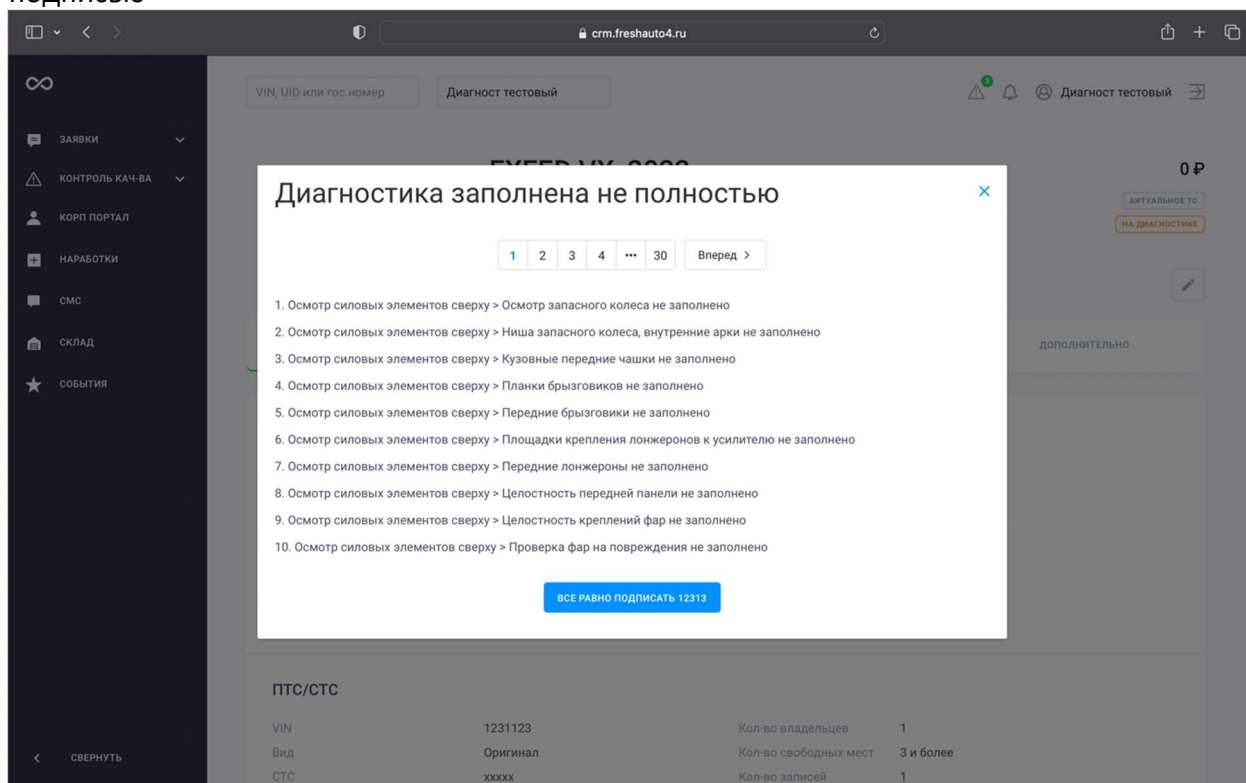 подписью
crm.freshauto4.ru
VIN, UID или гос.номер
Диагност тестовый
3
Диагност тестовый
ЗАЯВКИ
КОНТРОЛЬ КАЧ-ВА
КОРП ПОРТАЛ
НАРАБОТКИ
СМС
СКЛАД
СОБЫТИЯ
СВЕРНУТЬ
0 ₽
АКТУАЛЬНОЕ ТС
НА ДИАГНОСТИКЕ
ДОПОЛНИТЕЛЬНО
Диагностика заполнена не полностью
1 2 3 4 ••• 30 Вперед >
1. Осмотр силовых элементов сверху > Осмотр запасного колеса не заполнено
2. Осмотр силовых элементов сверху > Ниша запасного колеса, внутренние арки не заполнено
3. Осмотр силовых элементов сверху > Кузовные передние чашки не заполнено
4. Осмотр силовых элементов сверху > Планки брызговиков не заполнено
5. Осмотр силовых элементов сверху > Передние брызговики не заполнено
6. Осмотр силовых элементов сверху > Площадки крепления лонжеронов к усилителю не заполнено
7. Осмотр силовых элементов сверху > Передние лонжероны не заполнено
8. Осмотр силовых элементов сверху > Целостность передней панели не заполнено
9. Осмотр силовых элементов сверху > Целостность креплений фар не заполнено
10. Осмотр силовых элементов сверху > Проверка фар на повреждения не заполнено
ВСЕ РАВНО ПОДПИСАТЬ 12313
ПТС/СТС
VIN 1231123 Кол-во владельцев 1
Вид Оригинал Кол-во свободных мест 3 и более
СТС xxxxx Кол-во записей 1